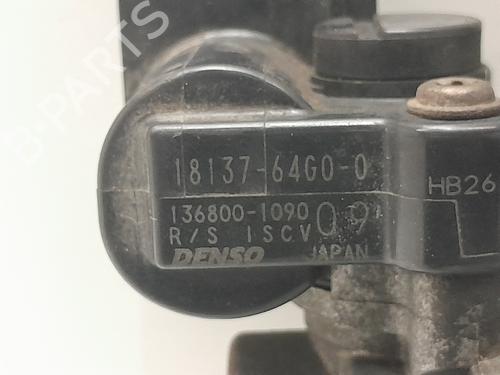 18137-64G0-0
HB26
136800-1090 09
R/S ISCV
DENSO JAPAN
B-PARTS